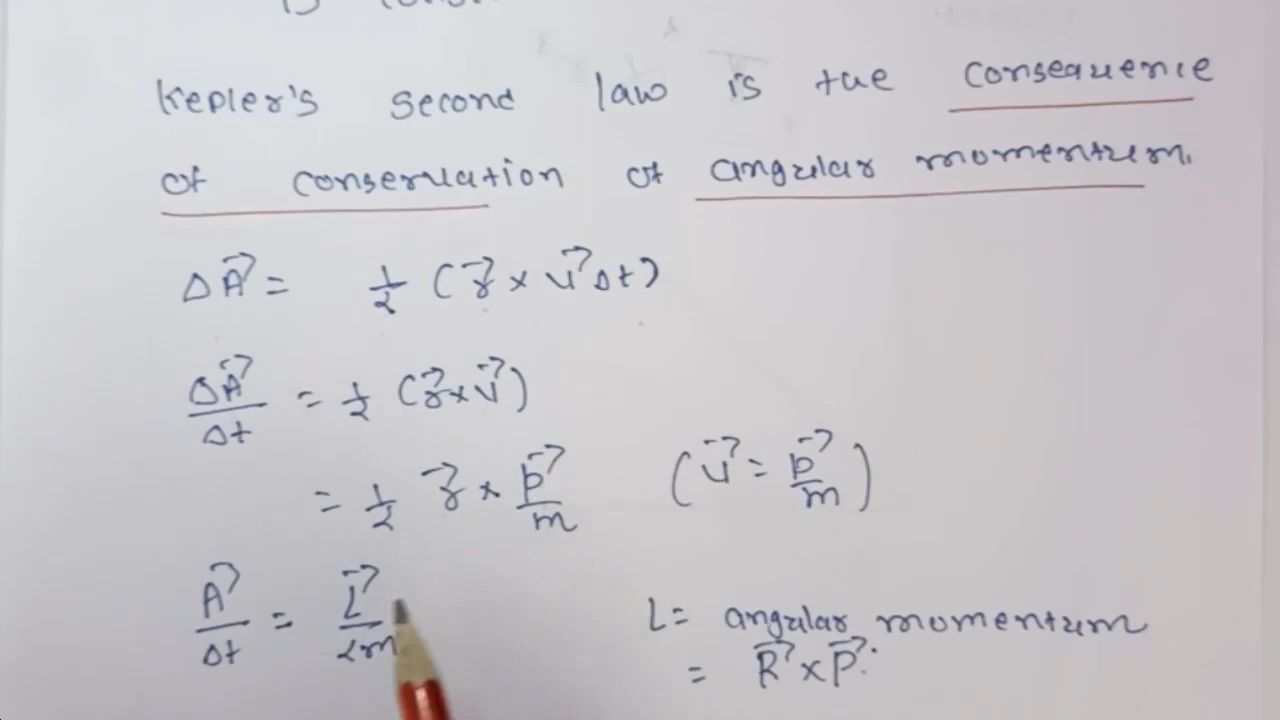 is
Kepler's second law is the consequence
of conservation of angular momentum.
ΔA⃗ = 1/2 (r⃗ × v⃗ Δt)
ΔA⃗/Δt = 1/2 (r⃗ × v⃗)
= 1/2 r⃗ × p⃗/m (v⃗ = p⃗/m)
A⃗/Δt = L⃗/2m L = angular momentum
= R⃗ × P⃗.